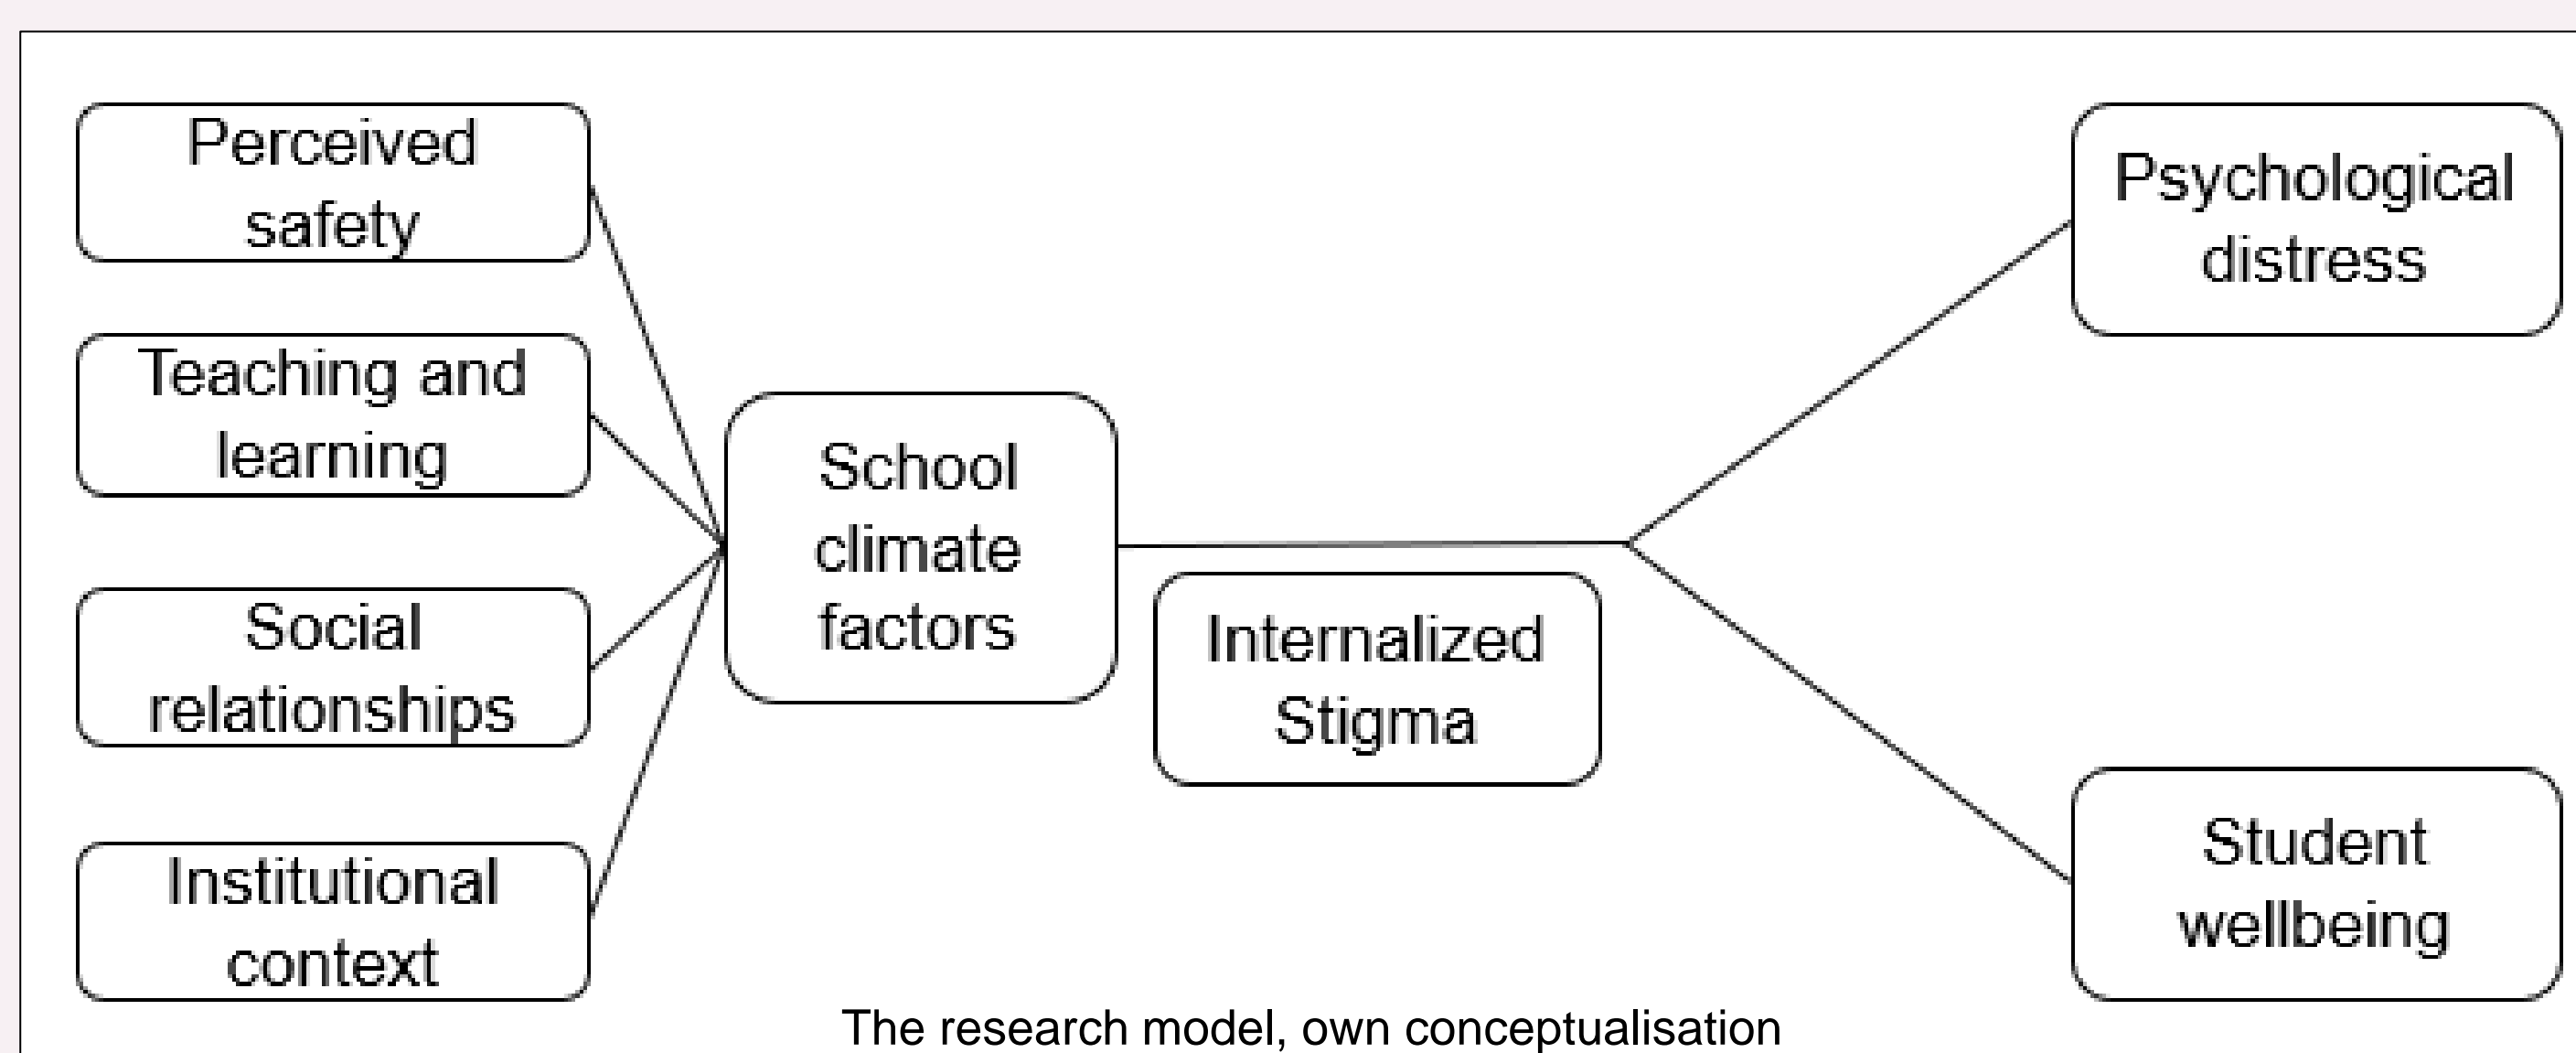 Perceived
safety
Teaching and
learning
Social
relationships
Institutional
context
School
climate
factors
Internalized
Stigma
Psychological
distress
Student
wellbeing
The research model, own conceptualisation